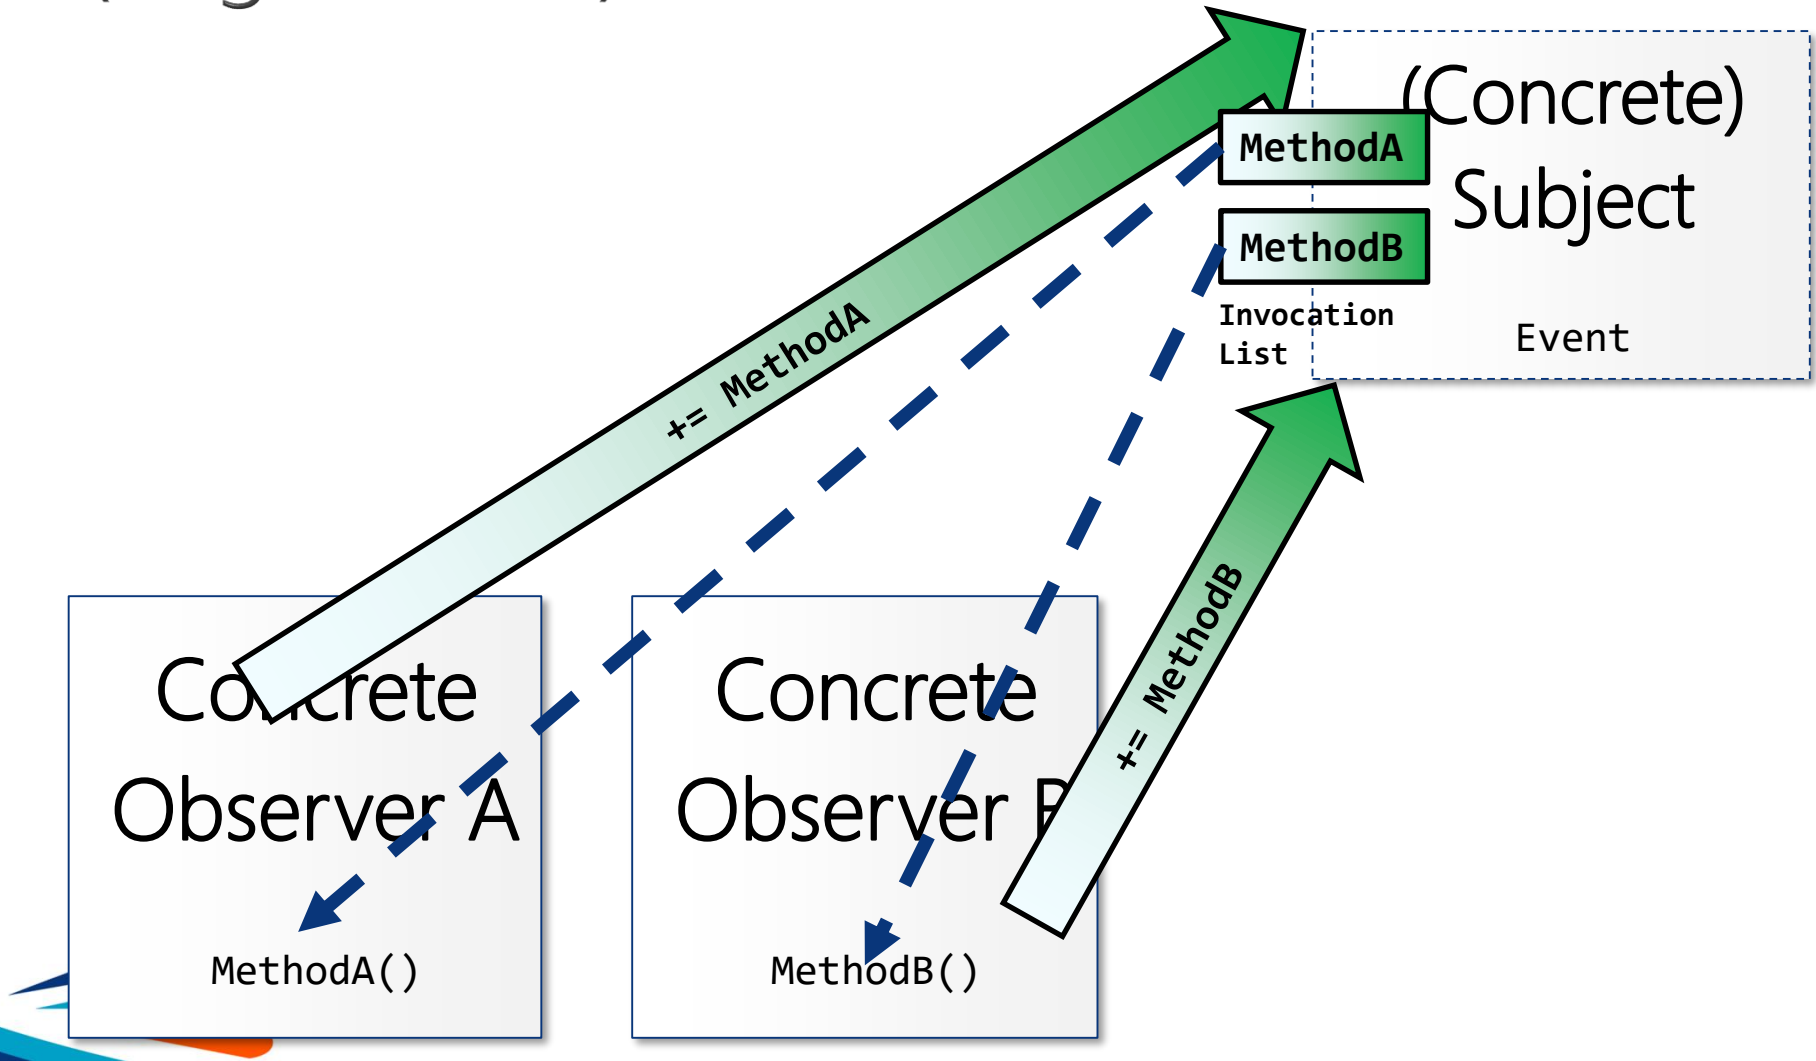 (Concrete)
Subject
MethodA
MethodB
Invocation
List
Event
+= MethodA
+= MethodB
Concrete
Observer A
MethodA()
Concrete
Observer B
MethodB()